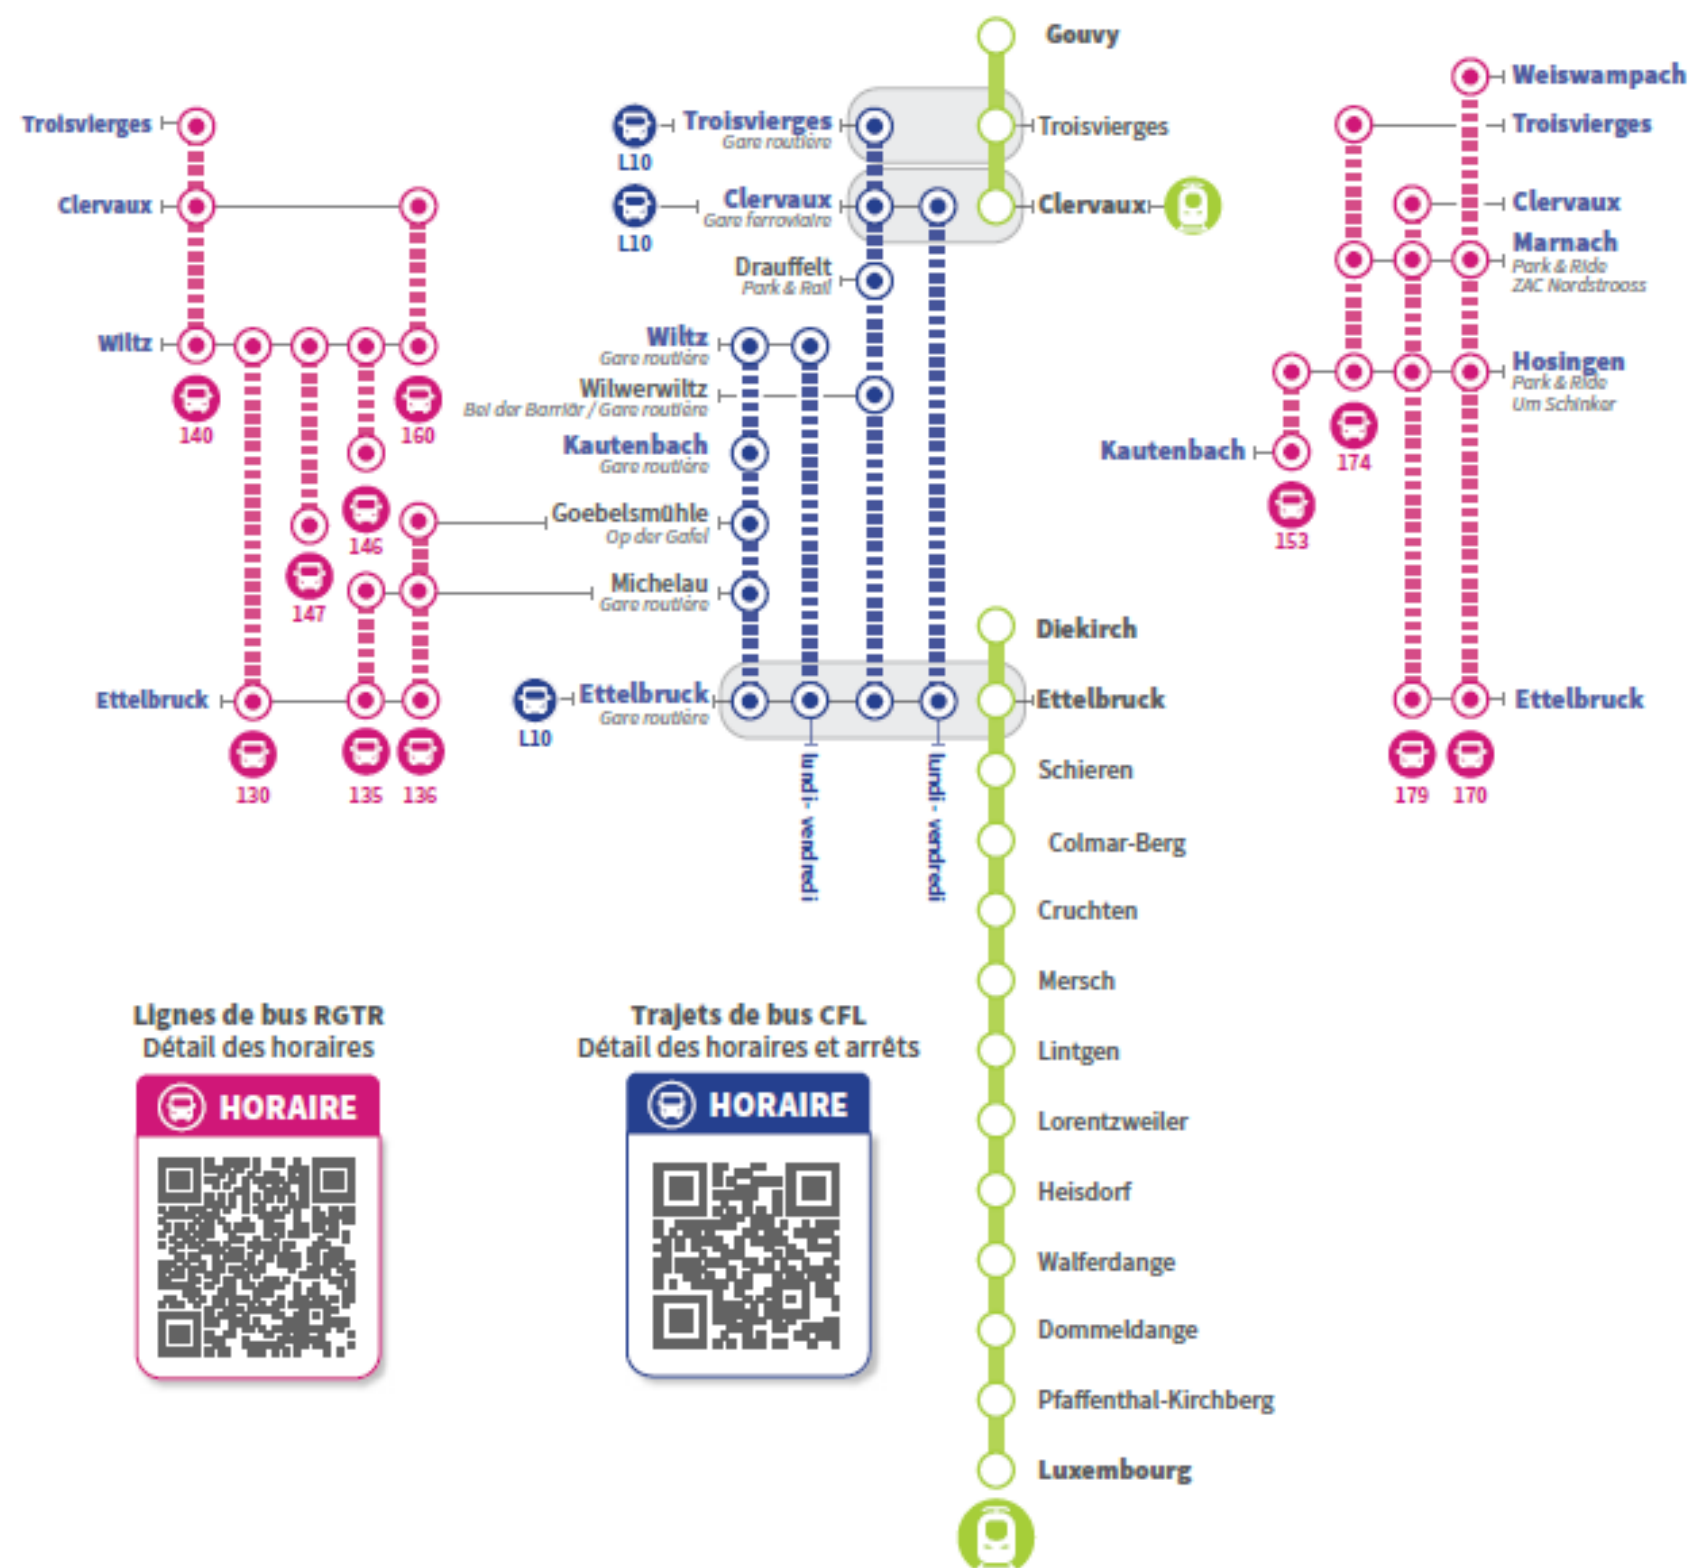 Gouvy
Troisvierges
Clervaux
Troisvierges
Clervaux
Wiltz
140
160
146
147
Ettelbruck
130
135
136
L10
Troisvierges
Gare routière
L10
Clervaux
Gare ferroviaire
Drauffelt
Park & Rail
Wiltz
Gare routière
Wilwerwiltz
Bei der Barriär / Gare routière
Kautenbach
Gare routière
Goebelsmühle
Op der Gafel
Michelau
Gare routière
L10
Ettelbruck
Gare routière
lundi - vendredi
lundi - vendredi
Weiswampach
Troisvierges
Clervaux
Marnach
Park & Ride
ZAC Nordstrooss
Hosingen
Park & Ride
Um Schinker
Kautenbach
174
153
Ettelbruck
179
170
Diekirch
Ettelbruck
Schieren
Colmar-Berg
Cruchten
Mersch
Lintgen
Lorentzweiler
Heisdorf
Walferdange
Dommeldange
Pfaffenthal-Kirchberg
Luxembourg
Lignes de bus RGTR
Détail des horaires
HORAIRE
Trajets de bus CFL
Détail des horaires et arrêts
HORAIRE